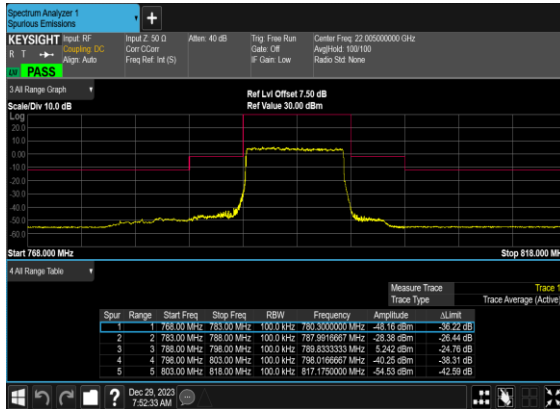 Spectrum Analyzer 1
Spurious Emissions
KEYSIGHT Input: RF
R T Coupling: DC
Align: Auto
Input Z: 50 Ω
Corr CCorr
Freq Ref: Int (S)
Atten: 40 dB
Trig: Free Run
Gate: Off
IF Gain: Low
Center Freq: 22.005000000 GHz
Avg|Hold: 100/100
Radio Std: None
PASS
3 All Range Graph
Scale/Div 10.0 dB
Ref Lvl Offset 7.50 dB
Ref Value 30.00 dBm
Log
20.0
10.0
0.00
-10.0
-20.0
-30.0
-40.0
-50.0
-60.0
Start 768.000 MHz
Stop 818.000 MH
4 All Range Table
Measure Trace Trace 1
Trace Type Trace Average (Active)
Spur Range Start Freq Stop Freq RBW Frequency Amplitude ΔLimit
1 1 768.00 MHz 783.00 MHz 100.0 kHz 780.3000000 MHz -48.16 dBm -36.22 dB
2 2 783.00 MHz 788.00 MHz 100.0 kHz 787.9916667 MHz -28.38 dBm -26.44 dB
3 3 788.00 MHz 798.00 MHz 100.0 kHz 789.8333333 MHz 5.242 dBm -24.76 dB
4 4 798.00 MHz 803.00 MHz 100.0 kHz 798.0166667 MHz -40.25 dBm -38.31 dB
5 5 803.00 MHz 818.00 MHz 100.0 kHz 817.1750000 MHz -54.53 dBm -42.59 dB
Dec 29, 2023
7:52:33 AM